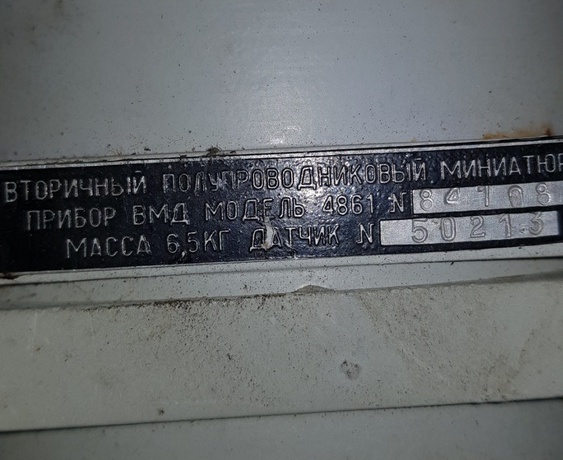 ВТОРИЧНЫЙ ПОЛУПРОВОДНИКОВЫЙ МИНИАТЮР
ПРИБОР ВМД МОДЕЛЬ 4861 N 84108
МАССА 6,5КГ ДАТЧИК N 50213